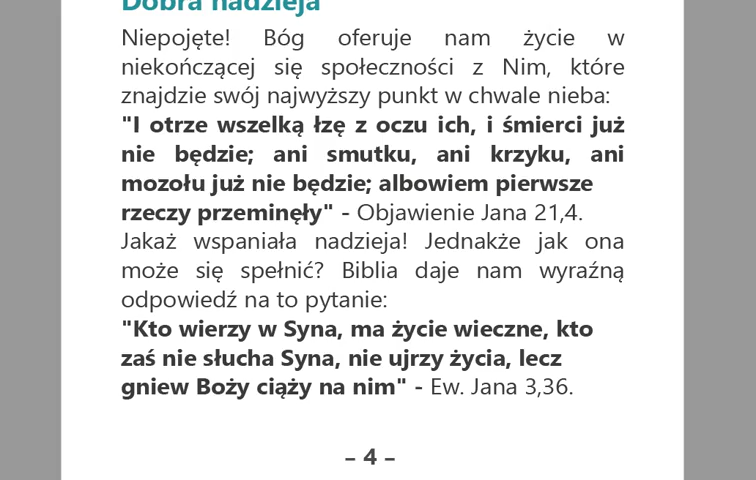 Dobra nadzieja
Niepojęte! Bóg oferuje nam życie w
niekończącej się społeczności z Nim, które
znajdzie swój najwyższy punkt w chwale nieba:
"I otrze wszelką łzę z oczu ich, i śmierci już
nie będzie; ani smutku, ani krzyku, ani
mozołu już nie będzie; albowiem pierwsze
rzeczy przeminęły" - Objawienie Jana 21,4.
Jakaż wspaniała nadzieja! Jednakże jak ona
może się spełnić? Biblia daje nam wyraźną
odpowiedź na to pytanie:
"Kto wierzy w Syna, ma życie wieczne, kto
zaś nie słucha Syna, nie ujrzy życia, lecz
gniew Boży ciąży na nim" - Ew. Jana 3,36.
– 4 –